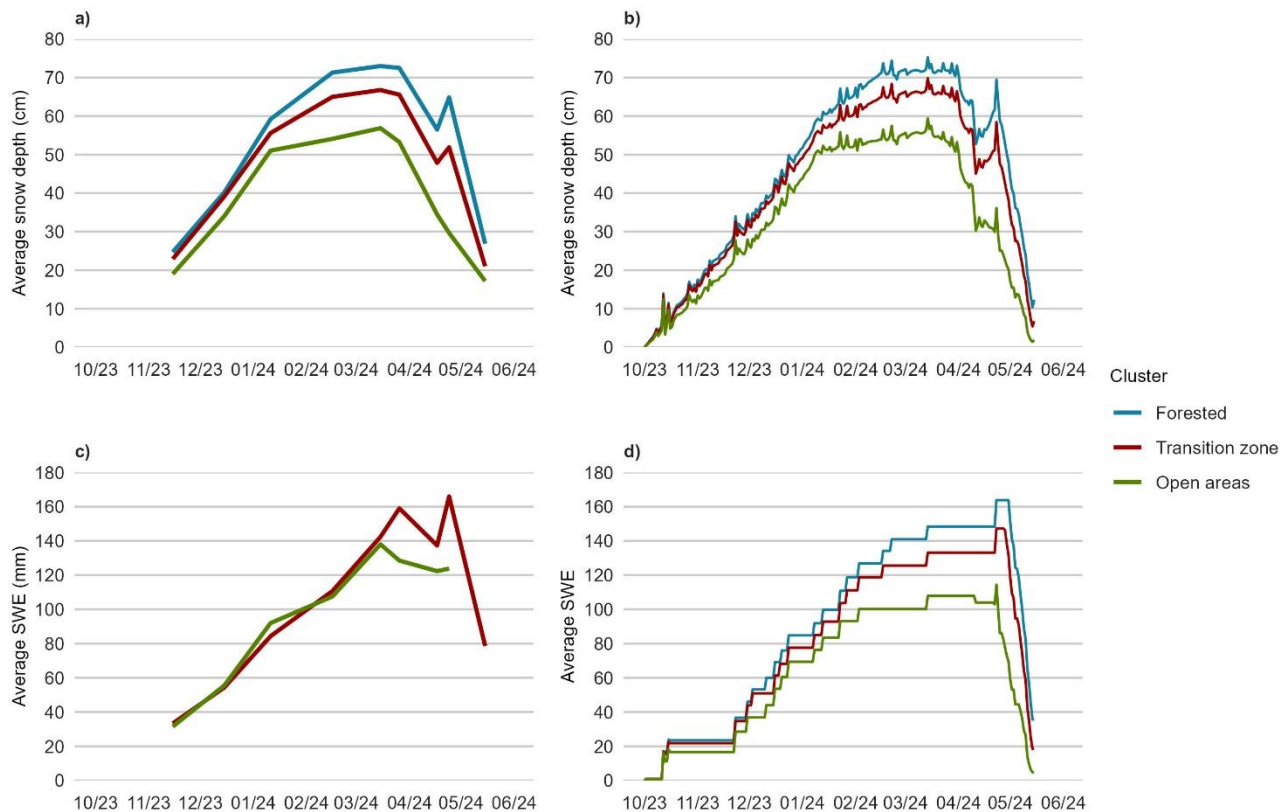 a)
Average snow depth (cm)
80
70
60
50
40
30
20
10
0
10/23 11/23 12/23 01/24 02/24 03/24 04/24 05/24 06/24
b)
Average snow depth (cm)
80
70
60
50
40
30
20
10
0
10/23 11/23 12/23 01/24 02/24 03/24 04/24 05/24 06/24
Cluster
Forested
Transition zone
Open areas
c)
Average SWE (mm)
180
160
140
120
100
80
60
40
20
0
10/23 11/23 12/23 01/24 02/24 03/24 04/24 05/24 06/24
d)
Average SWE
180
160
140
120
100
80
60
40
20
0
10/23 11/23 12/23 01/24 02/24 03/24 04/24 05/24 06/24